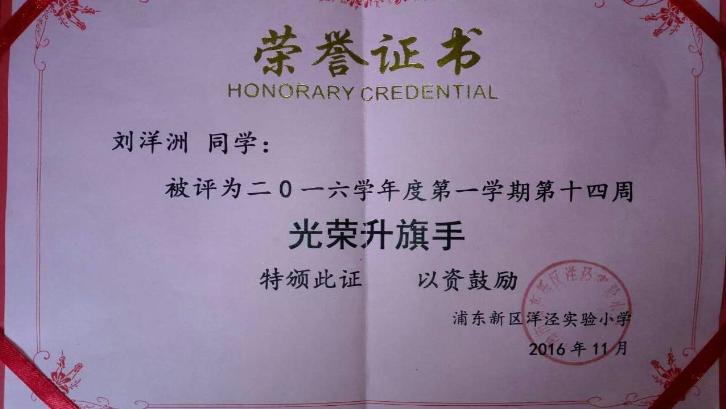 荣誉证书
HONORARY CREDENTIAL
刘洋洲 同学：
被评为二0一六学年度第一学期第十四周
光荣升旗手
特颁此证 以资鼓励
浦东新区洋泾实验小学
2016年11月